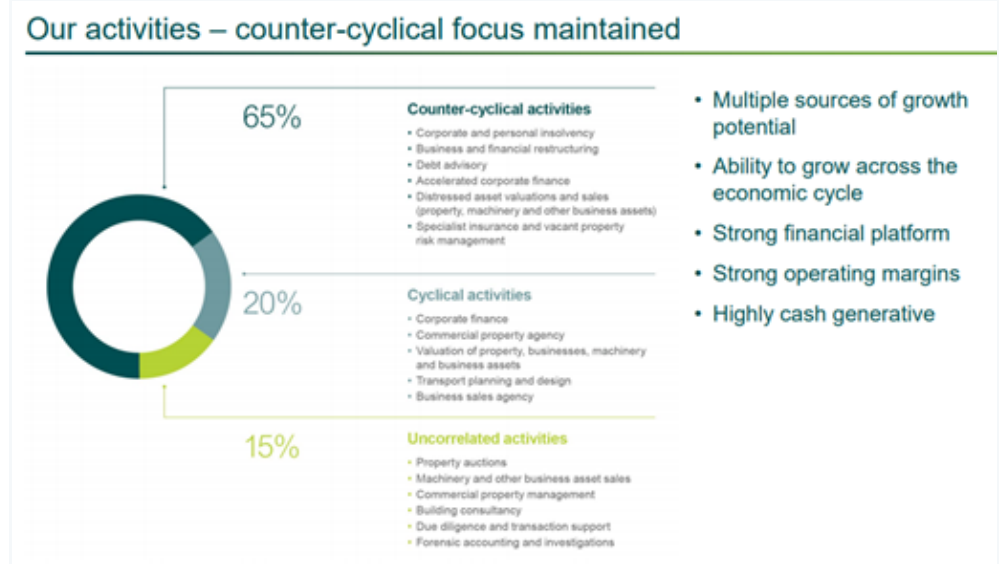 Our activities – counter-cyclical focus maintained
65%
Counter-cyclical activities
• Corporate and personal insolvency
• Business and financial restructuring
• Debt advisory
• Accelerated corporate finance
• Distressed asset valuations and sales
(property, machinery and other business assets)
• Specialist insurance and vacant property
risk management
20%
Cyclical activities
• Corporate finance
• Commercial property agency
• Valuation of property, businesses, machinery
and business assets
• Transport planning and design
• Business sales agency
15%
Uncorrelated activities
• Property auctions
• Machinery and other business asset sales
• Commercial property management
• Building consultancy
• Due diligence and transaction support
• Forensic accounting and investigations
• Multiple sources of growth
potential
• Ability to grow across the
economic cycle
• Strong financial platform
• Strong operating margins
• Highly cash generative